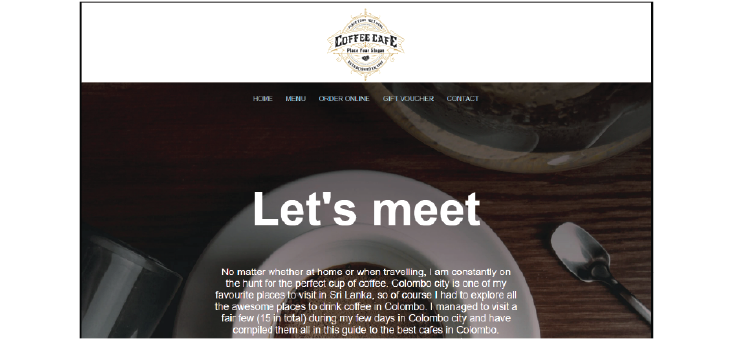 COFFEE CAFE
Place Your Slogan
HOME MENU ORDER ONLINE GIFT VOUCHER CONTACT
Let's meet
No matter whether at home or when travelling, I am constantly on
the hunt for the perfect cup of coffee. Colombo city is one of my
favourite places to visit in Sri Lanka, so of course I had to explore all
the awesome places to drink coffee in Colombo. I managed to visit a
fair few (15 in total) during my few days in Colombo city and have
compiled them all in this guide to the best cafes in Colombo.